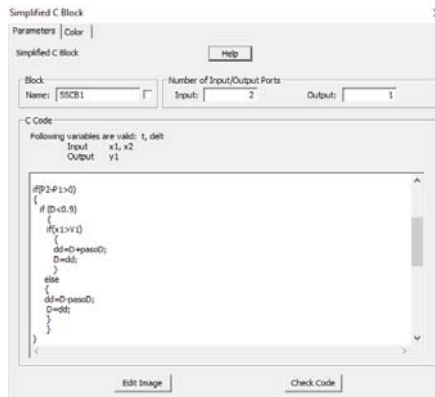 Simplified C Block
Parameters Color
Simplified C Block
Help
Block
Name: SSCB1
Number of Input/Output Ports
Input: 2 Output: 1
C Code
Following variables are valid: t, delt
Input x1, x2
Output y1
if(P2-P1>0)
{
if (D<0.9)
{
if(x1>V1)
{
dd=D+pasoD;
D=dd;
}
else
{
dd=D-pasoD;
D=dd;
}
}
}
Edit Image Check Code